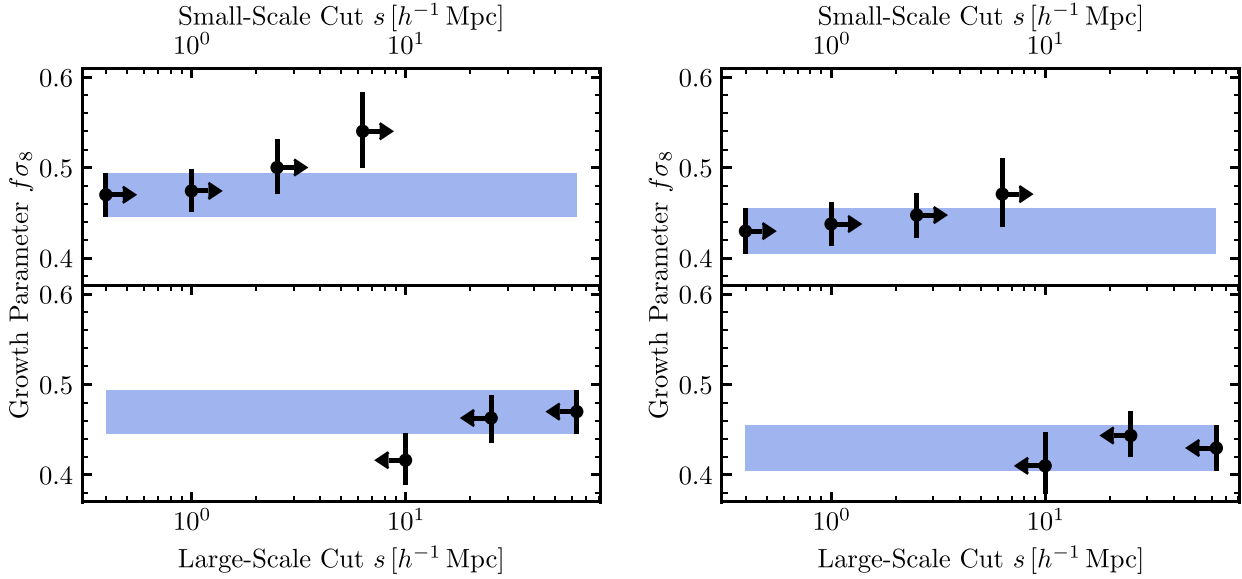 Small-Scale Cut s [h⁻¹ Mpc]
10⁰ 10¹
0.6
0.5
0.4
0.6
0.5
0.4
Growth Parameter fσ₈
10⁰ 10¹
Large-Scale Cut s [h⁻¹ Mpc]
Small-Scale Cut s [h⁻¹ Mpc]
10⁰ 10¹
0.6
0.5
0.4
0.6
0.5
0.4
Growth Parameter fσ₈
10⁰ 10¹
Large-Scale Cut s [h⁻¹ Mpc]